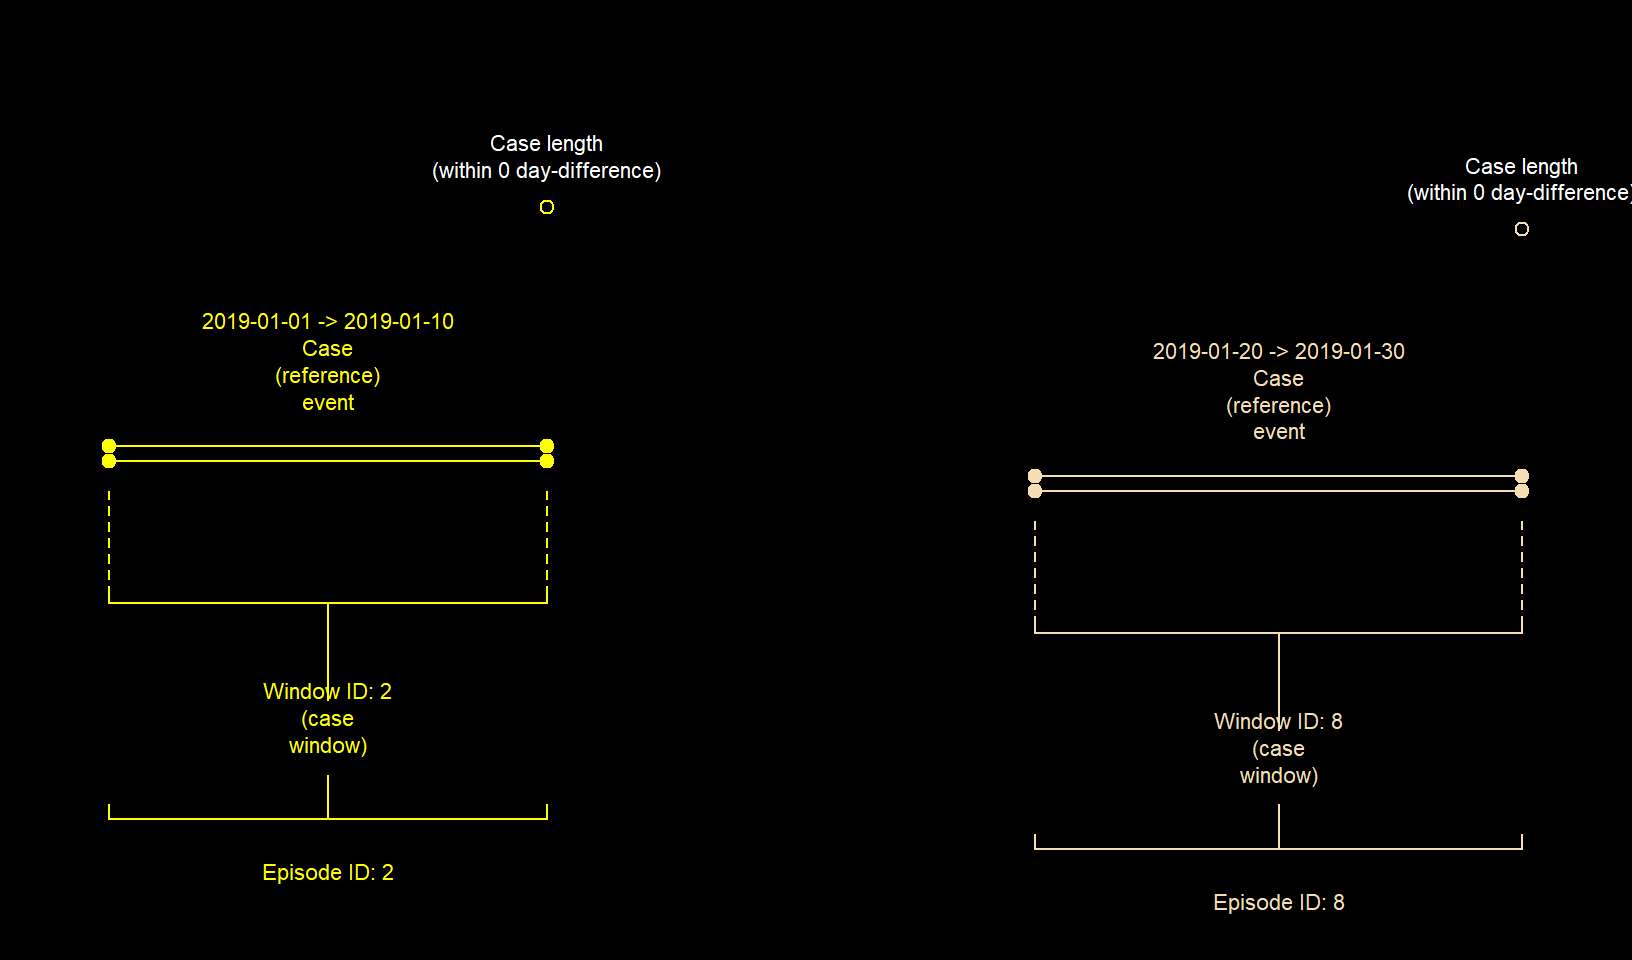 Case length
(within 0 day-difference)
2019-01-01 -> 2019-01-10
Case
(reference)
event
Window ID: 2
(case
window)
Episode ID: 2
Case length
(within 0 day-difference)
2019-01-20 -> 2019-01-30
Case
(reference)
event
Window ID: 8
(case
window)
Episode ID: 8